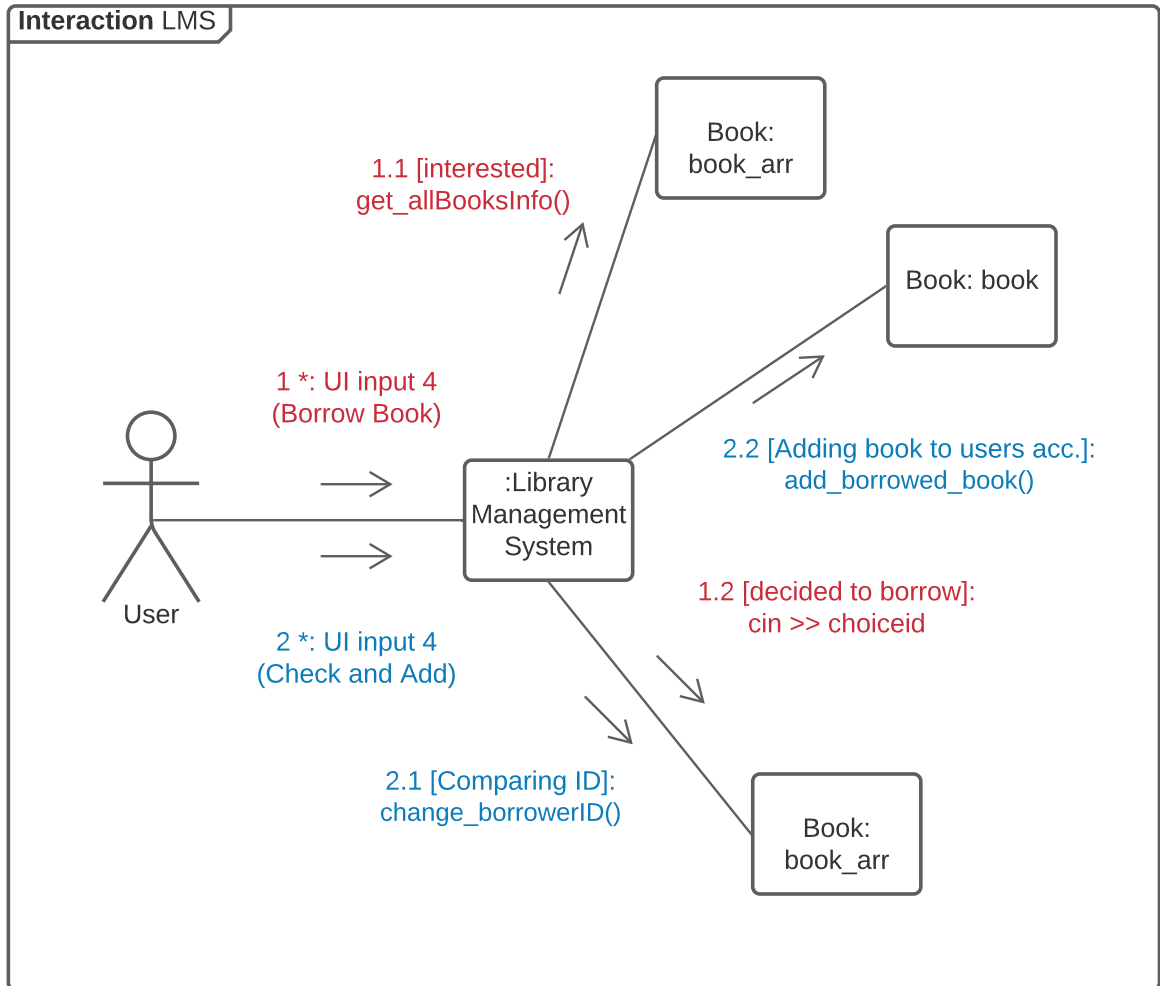 Interaction LMS
Book:
book_arr
1.1 [interested]:
get_allBooksInfo()
Book: book
1 *: UI input 4
(Borrow Book)
2.2 [Adding book to users acc.]:
add_borrowed_book()
:Library
Management
System
User
1.2 [decided to borrow]:
cin >> choiceid
2 *: UI input 4
(Check and Add)
2.1 [Comparing ID]:
change_borrowerID()
Book:
book_arr